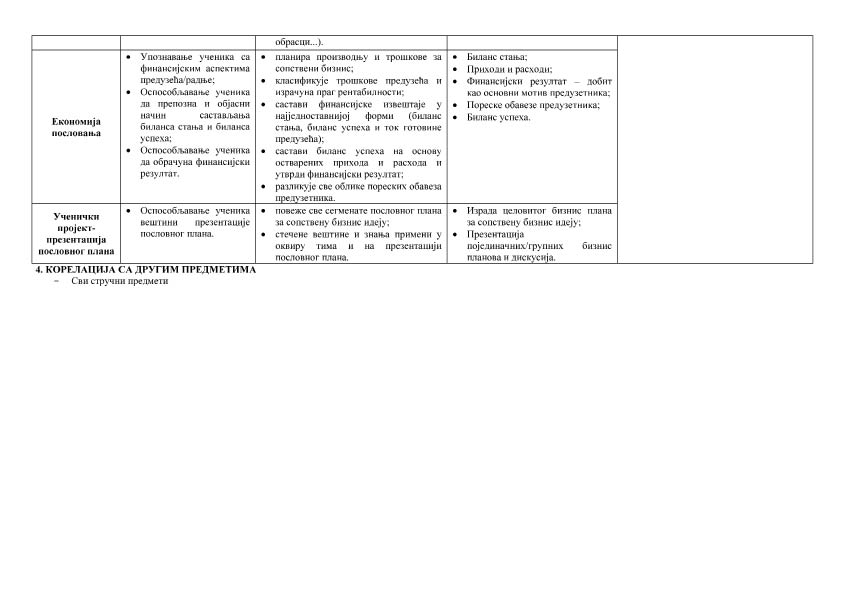 обрасци...).
Економија
пословања
• Упознавање ученика са
финансијским аспектима
предузећа/радње;
• Оспособљавање ученика
да препозна и објасни
начин састављања
биланса стања и биланса
успеха;
• Оспособљавање ученика
да обрачуна финансијски
резултат.
• планира производњу и трошкове за
сопствени бизнис;
• класификује трошкове предузећа и
израчуна праг рентабилности;
• састави финансијске извештаје у
наједноставнијој форми (биланс
стања, биланс успеха и ток готовине
предузећа);
• састави биланс успеха на основу
остварених прихода и расхода и
утврди финансијски резултат;
• разликује све облике пореских обавеза
предузетника.
• Биланс стања;
• Приходи и расходи;
• Финансијски резултат – добит
као основни мотив предузетника;
• Пореске обавезе предузетника;
• Биланс успеха.
Ученички
пројект-
презентација
пословног плана
• Оспособљавање ученика
вештини презентације
пословног плана.
• повеже све сегменате пословног плана
за сопствену бизнис идеју;
• стечене вештине и знања примени у
оквиру тима и на презентацији
пословног плана.
• Израда целовитог бизнис плана
за сопствену бизнис идеју;
• Презентација
појединачних/групних бизнис
планова и дискусија.
4. КОРЕЛАЦИЈА СА ДРУГИМ ПРЕДМЕТИМА
− Сви стручни предмети